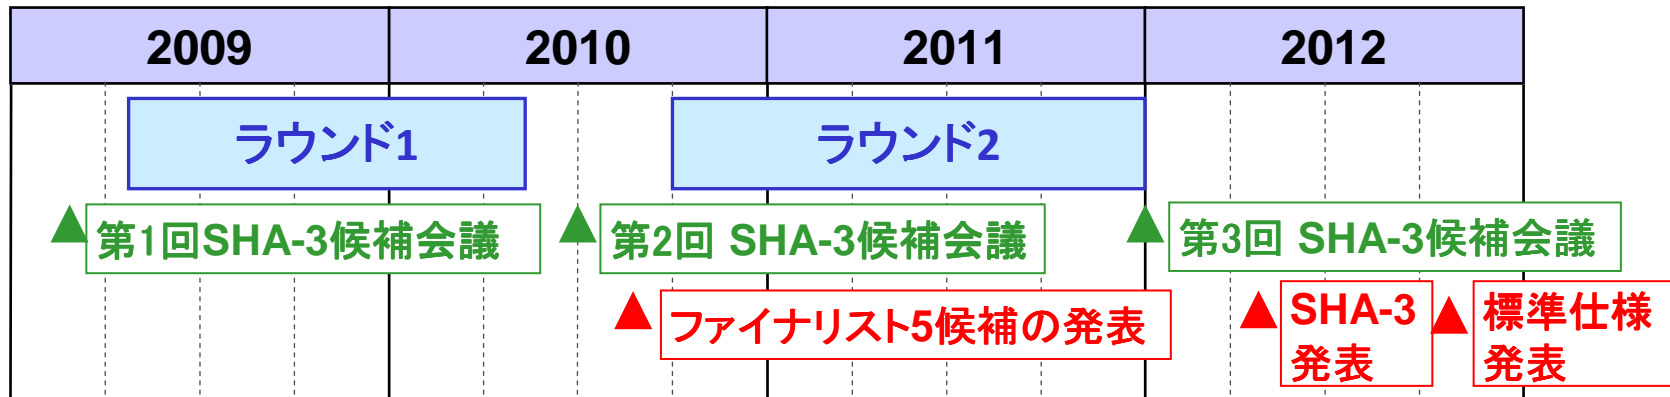 2009 2010 2011 2012
ラウンド1 ラウンド2
第1回SHA-3候補会議 第2回 SHA-3候補会議 第3回 SHA-3候補会議
ファイナリスト5候補の発表
SHA-3
発表
標準仕様
発表